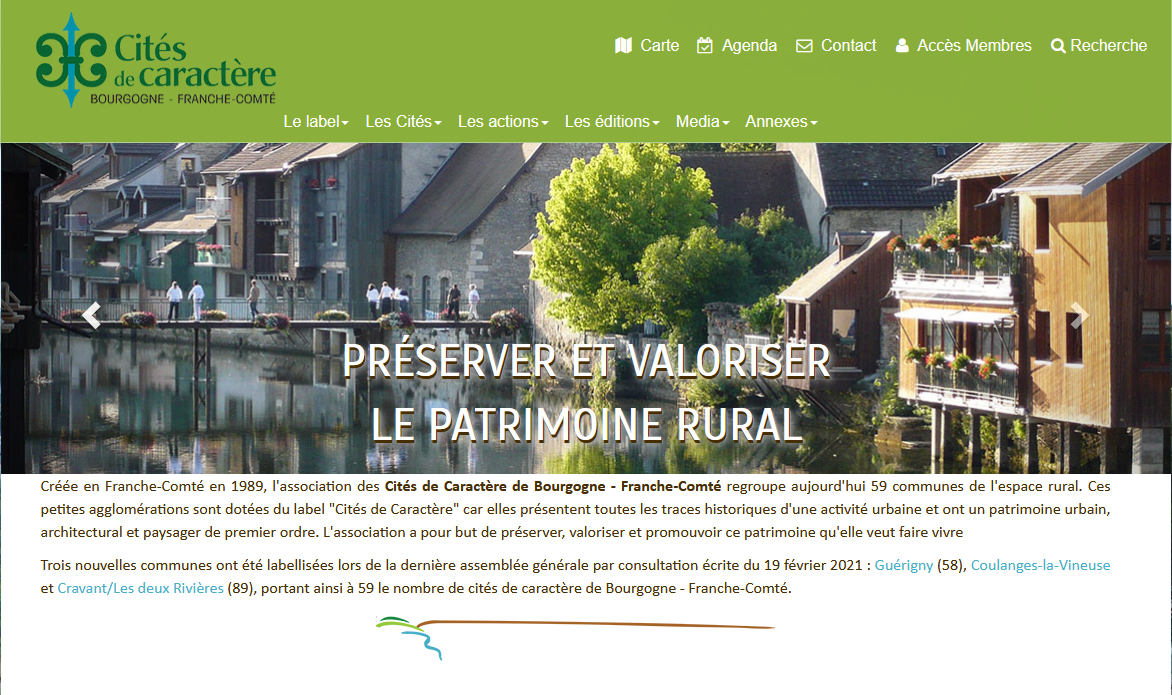 Cités
de caractère
BOURGOGNE - FRANCHE-COMTÉ
Carte Agenda Contact Accès Membres Recherche
Le label Les Cités Les actions Les éditions Media Annexes
PRÉSERVER ET VALORISER
LE PATRIMOINE RURAL
Créée en Franche-Comté en 1989, l'association des Cités de Caractère de Bourgogne - Franche-Comté regroupe aujourd'hui 59 communes de l'espace rural. Ces
petites agglomérations sont dotées du label "Cités de Caractère" car elles présentent toutes les traces historiques d'une activité urbaine et ont un patrimoine urbain,
architectural et paysager de premier ordre. L'association a pour but de préserver, valoriser et promouvoir ce patrimoine qu'elle veut faire vivre
Trois nouvelles communes ont été labellisées lors de la dernière assemblée générale par consultation écrite du 19 février 2021 : Guérigny (58), Coulanges-la-Vineuse
et Cravant/Les deux Rivières (89), portant ainsi à 59 le nombre de cités de caractère de Bourgogne - Franche-Comté.